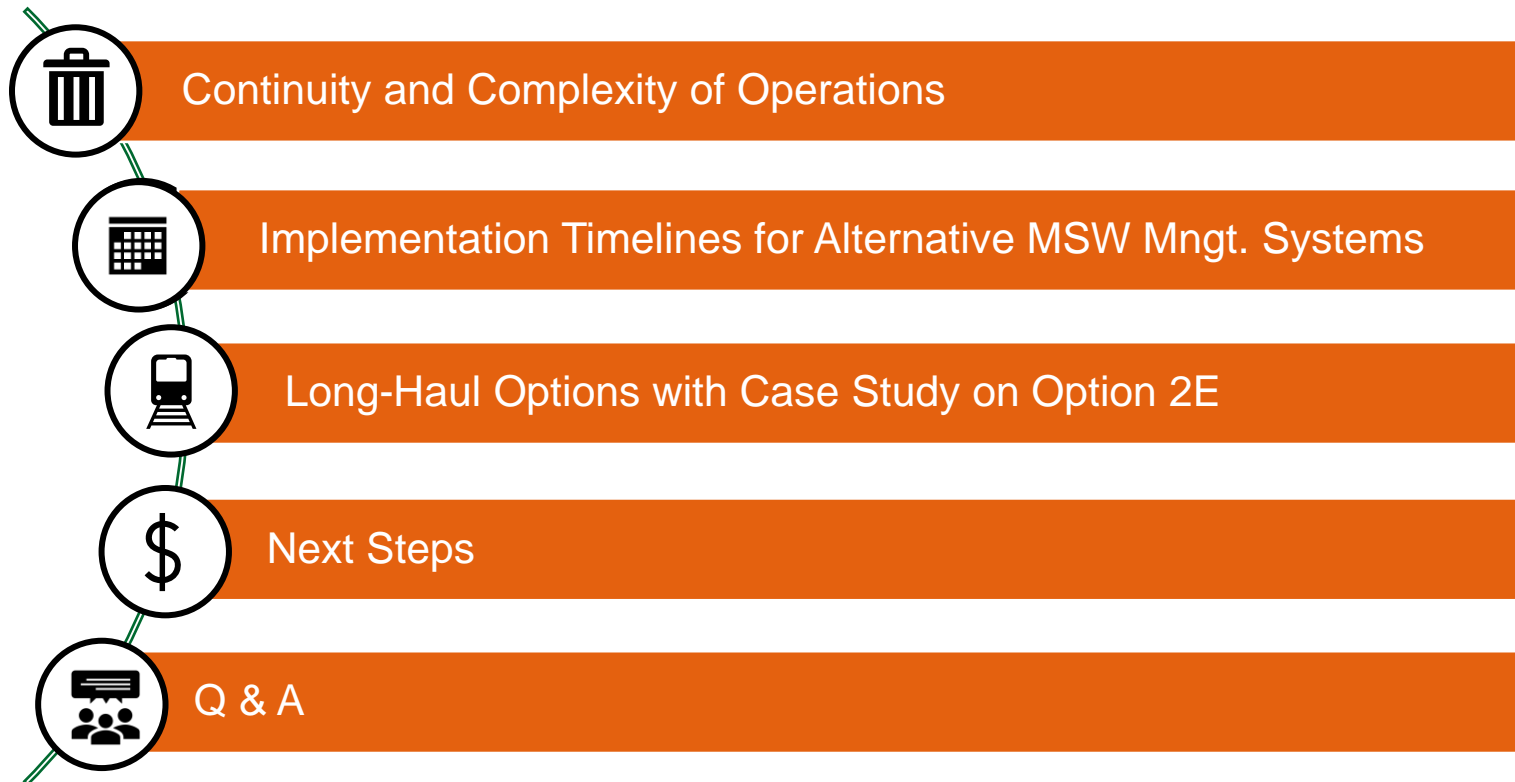 Continuity and Complexity of Operations
Implementation Timelines for Alternative MSW Mngt. Systems
Long-Haul Options with Case Study on Option 2E
$
Next Steps
Q & A